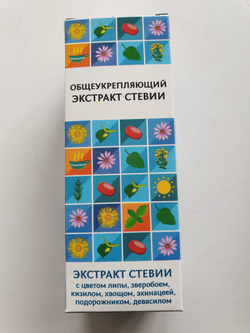 ОБЩЕУКРЕПЛЯЮЩИЙ
ЭКСТРАКТ СТЕВИИ
ЭКСТРАКТ СТЕВИИ
с цветом липы, зверобоем,
кизилом, хвощом, эхинацеей,
подорожником, девясилом